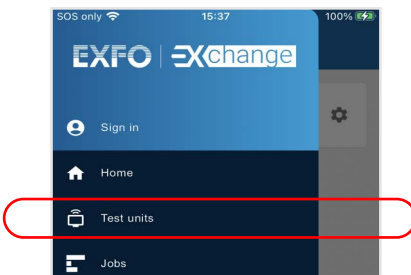 SOS only 15:37 100%
EXFO EXchange
Sign in
Home
Test units
Jobs